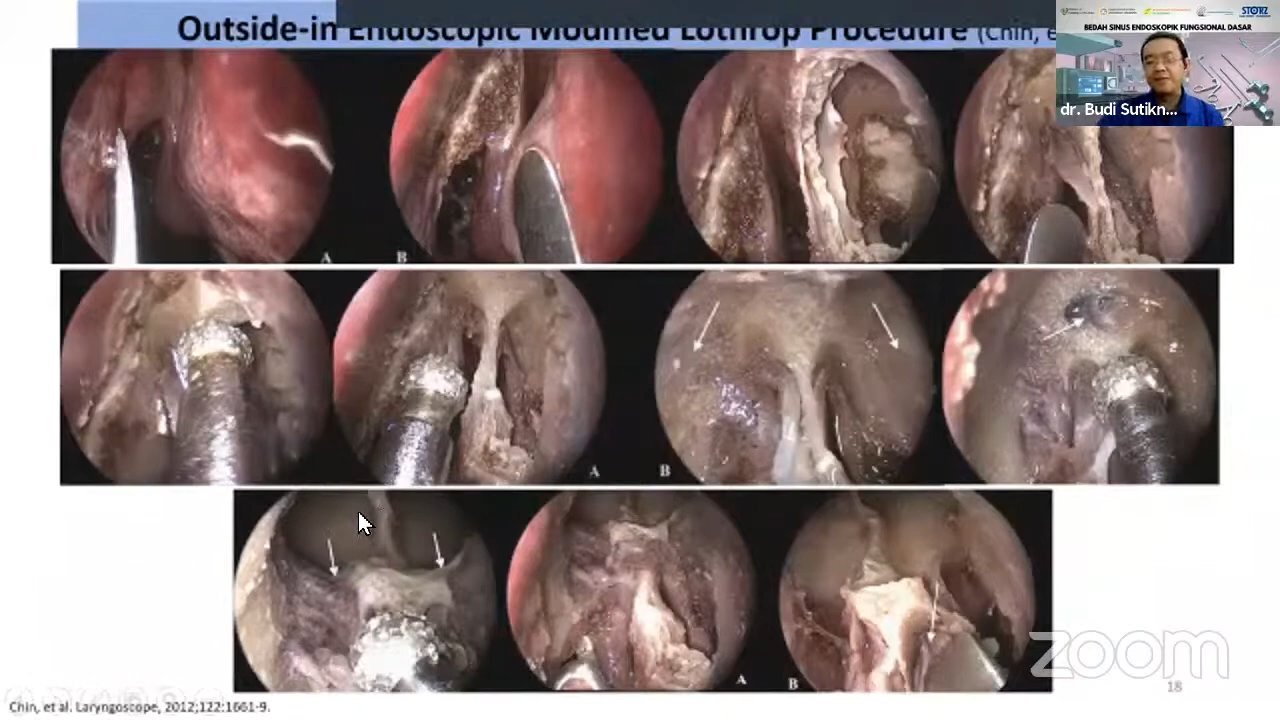 Outside-in Endoscopic Modified Lothrop Procedure (Chin, e
STORZ
BEDAH SINUS ENDOSKOPIK FUNGSIONAL DASAR
dr. Budi Sutikn...
A
B
A
B
A
B
zoom
18
Chin, et al. Laryngoscope, 2012;122:1661-9.